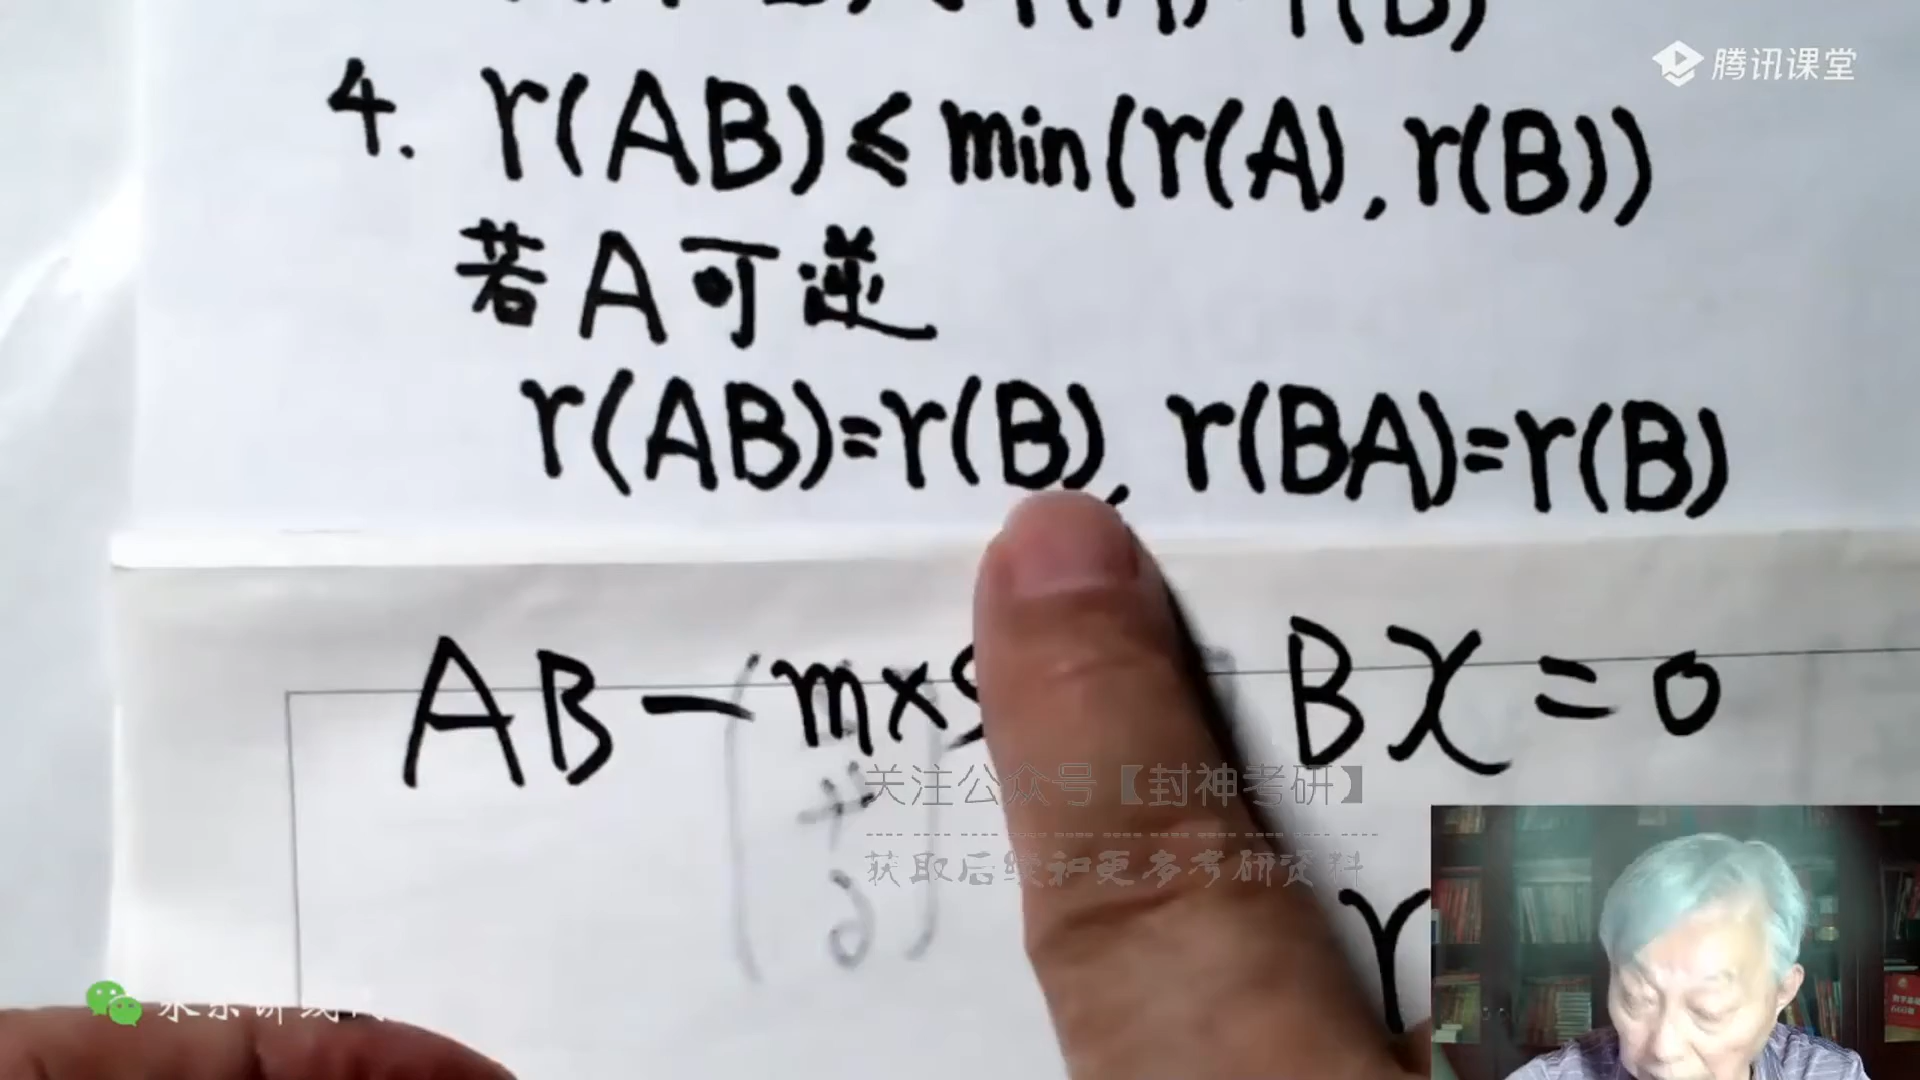 r(A), r(B)
腾讯课堂
4. r(AB)≤min(r(A),r(B))
若A可逆
r(AB)=r(B), r(BA)=r(B)
AB-m×s BX=0
关注公众号【封神考研】
获取后续和更多考研资料
r